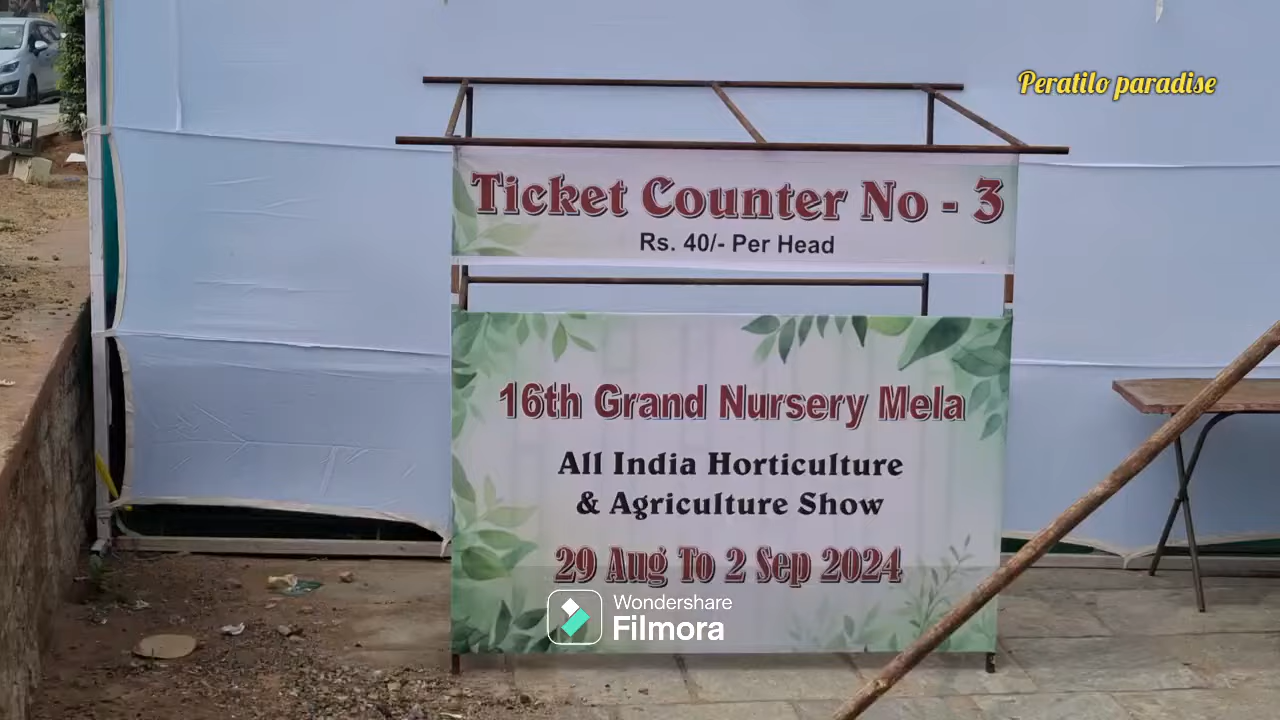 Peratilo paradise
Ticket Counter No - 3
Rs. 40/- Per Head
16th Grand Nursery Mela
All India Horticulture
& Agriculture Show
29 Aug To 2 Sep 2024
Wondershare
Filmora